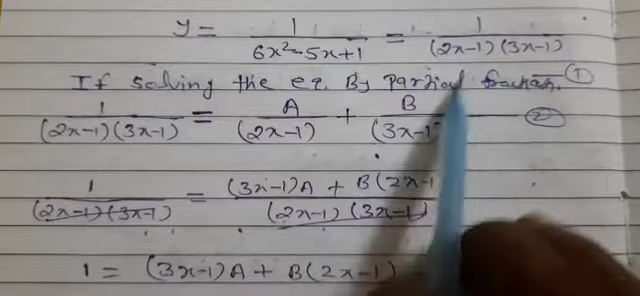 y = 1/(6x²-5x+1) = 1/((2x-1)(3x-1))
If solving the eq. By partial fraction. ①
1/((2x-1)(3x-1)) = A/(2x-1) + B/(3x-1) — ②
1/((2x-1)(3x-1)) = ((3x-1)A + B(2x-1)/((2x-1)(3x-1))
1 = (3x-1)A + B(2x-1)